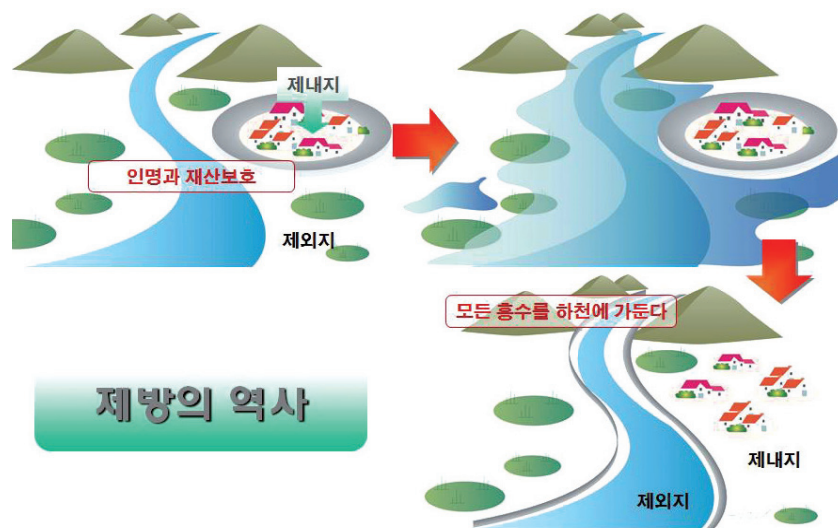 제내지
인명과 재산보호
제외지
모든 홍수를 하천에 가둔다
제방의 역사
제내지
제외지